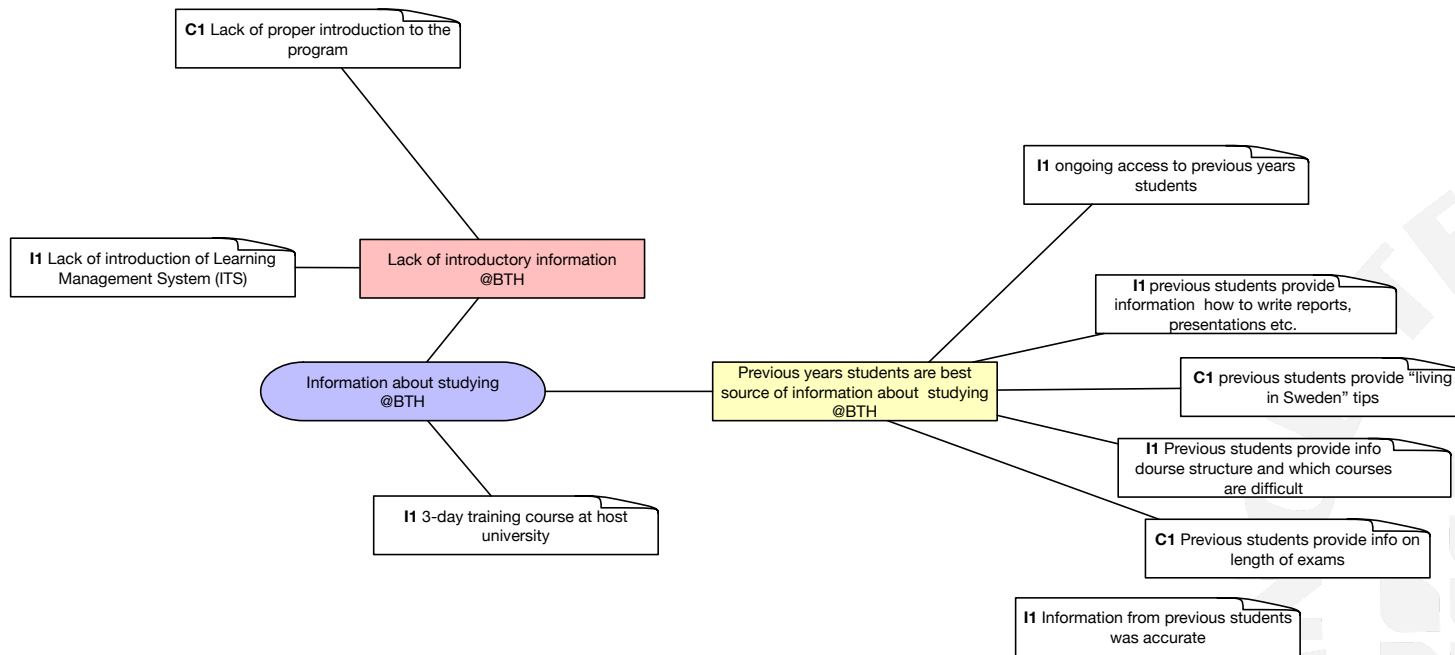 C1 Lack of proper introduction to the
program
I1 ongoing access to previous years
students
I1 Lack of introduction of Learning
Management System (ITS)
Lack of introductory information
@BTH
I1 previous students provide
information how to write reports,
presentations etc.
Information about studying
@BTH
Previous years students are best
source of information about studying
@BTH
C1 previous students provide “living
in Sweden” tips
I1 Previous students provide info
dourse structure and which courses
are difficult
I1 3-day training course at host
university
C1 Previous students provide info on
length of exams
I1 Information from previous students
was accurate